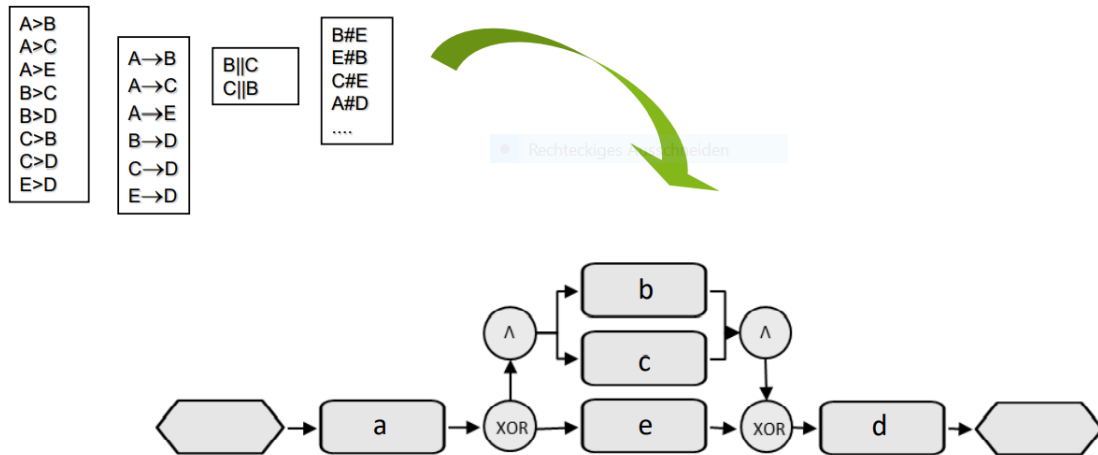 A>B
A>C
A>E
B>C
B>D
C>B
C>D
E>D
A→B
A→C
A→E
B→D
C→D
E→D
B||C
C||B
B#E
E#B
C#E
A#D
....
Rechteckiges Ausschneiden
b
Λ
Λ
c
a
XOR
e
XOR
d